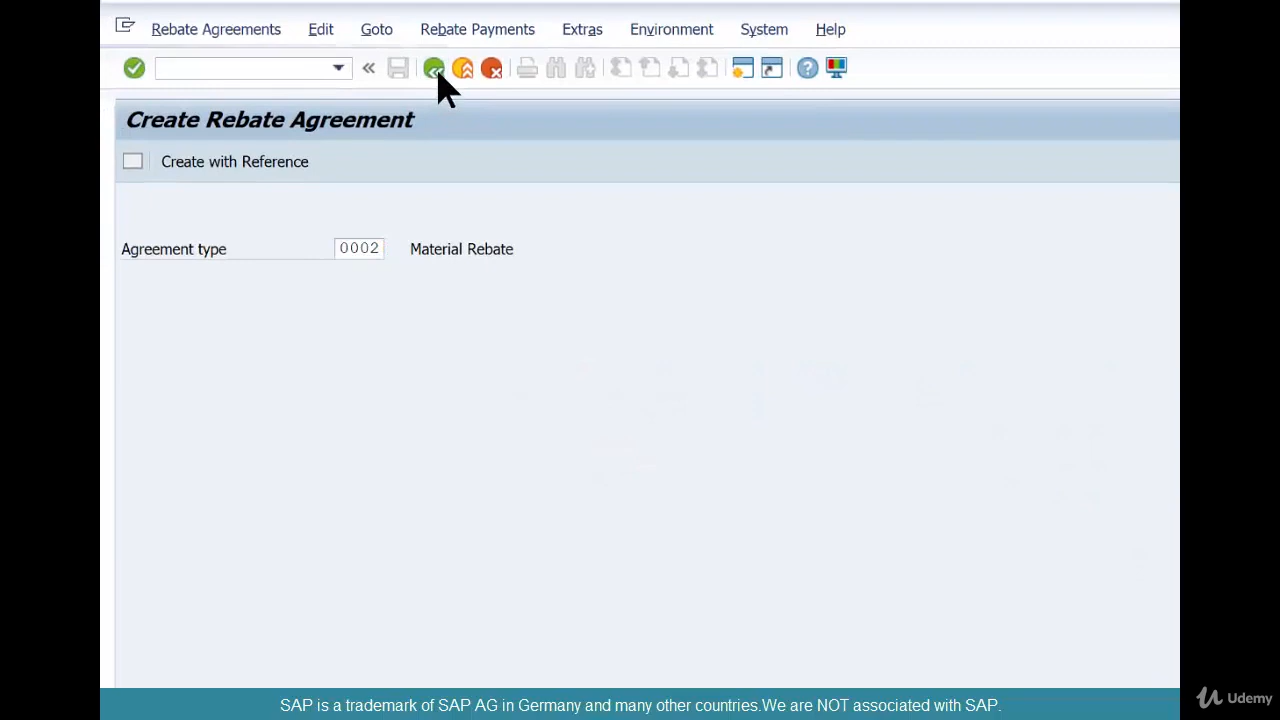 Rebate Agreements Edit Goto Rebate Payments Extras Environment System Help
Create Rebate Agreement
Create with Reference
Agreement type 0002 Material Rebate
SAP is a trademark of SAP AG in Germany and many other countries.We are NOT associated with SAP.
Udemy